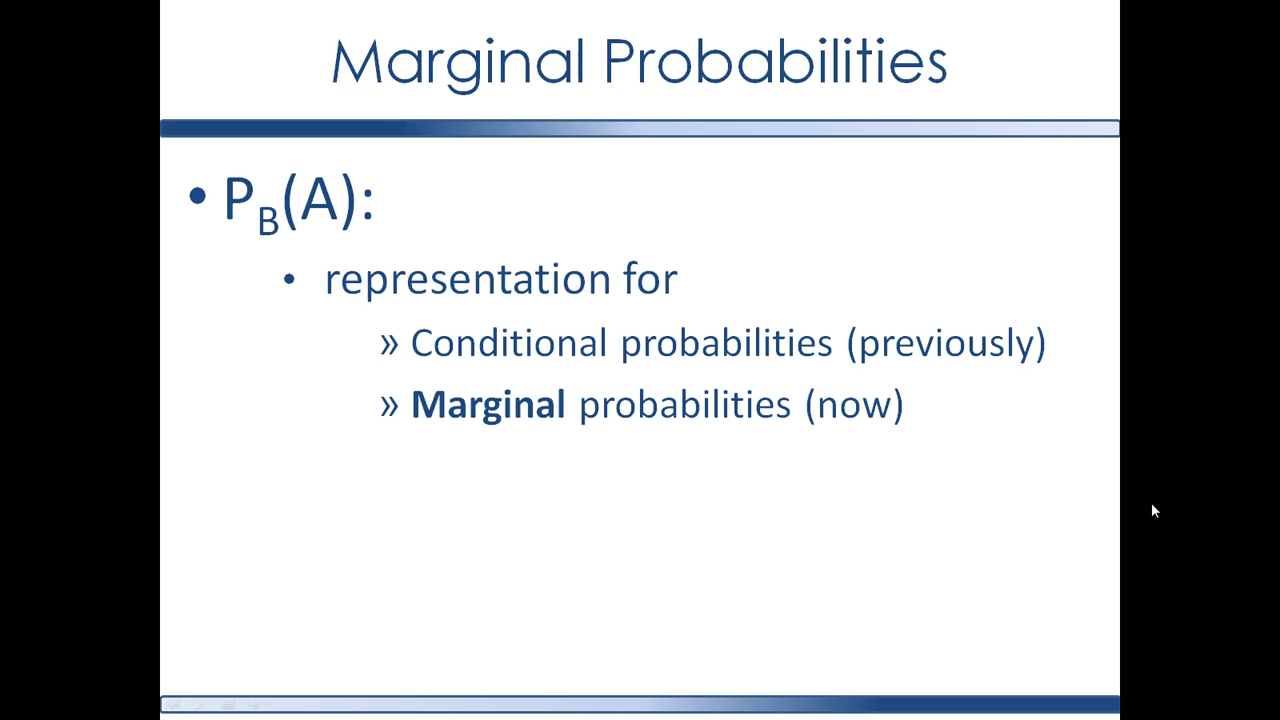 Marginal Probabilities
• P_B(A):
• representation for
» Conditional probabilities (previously)
» Marginal probabilities (now)